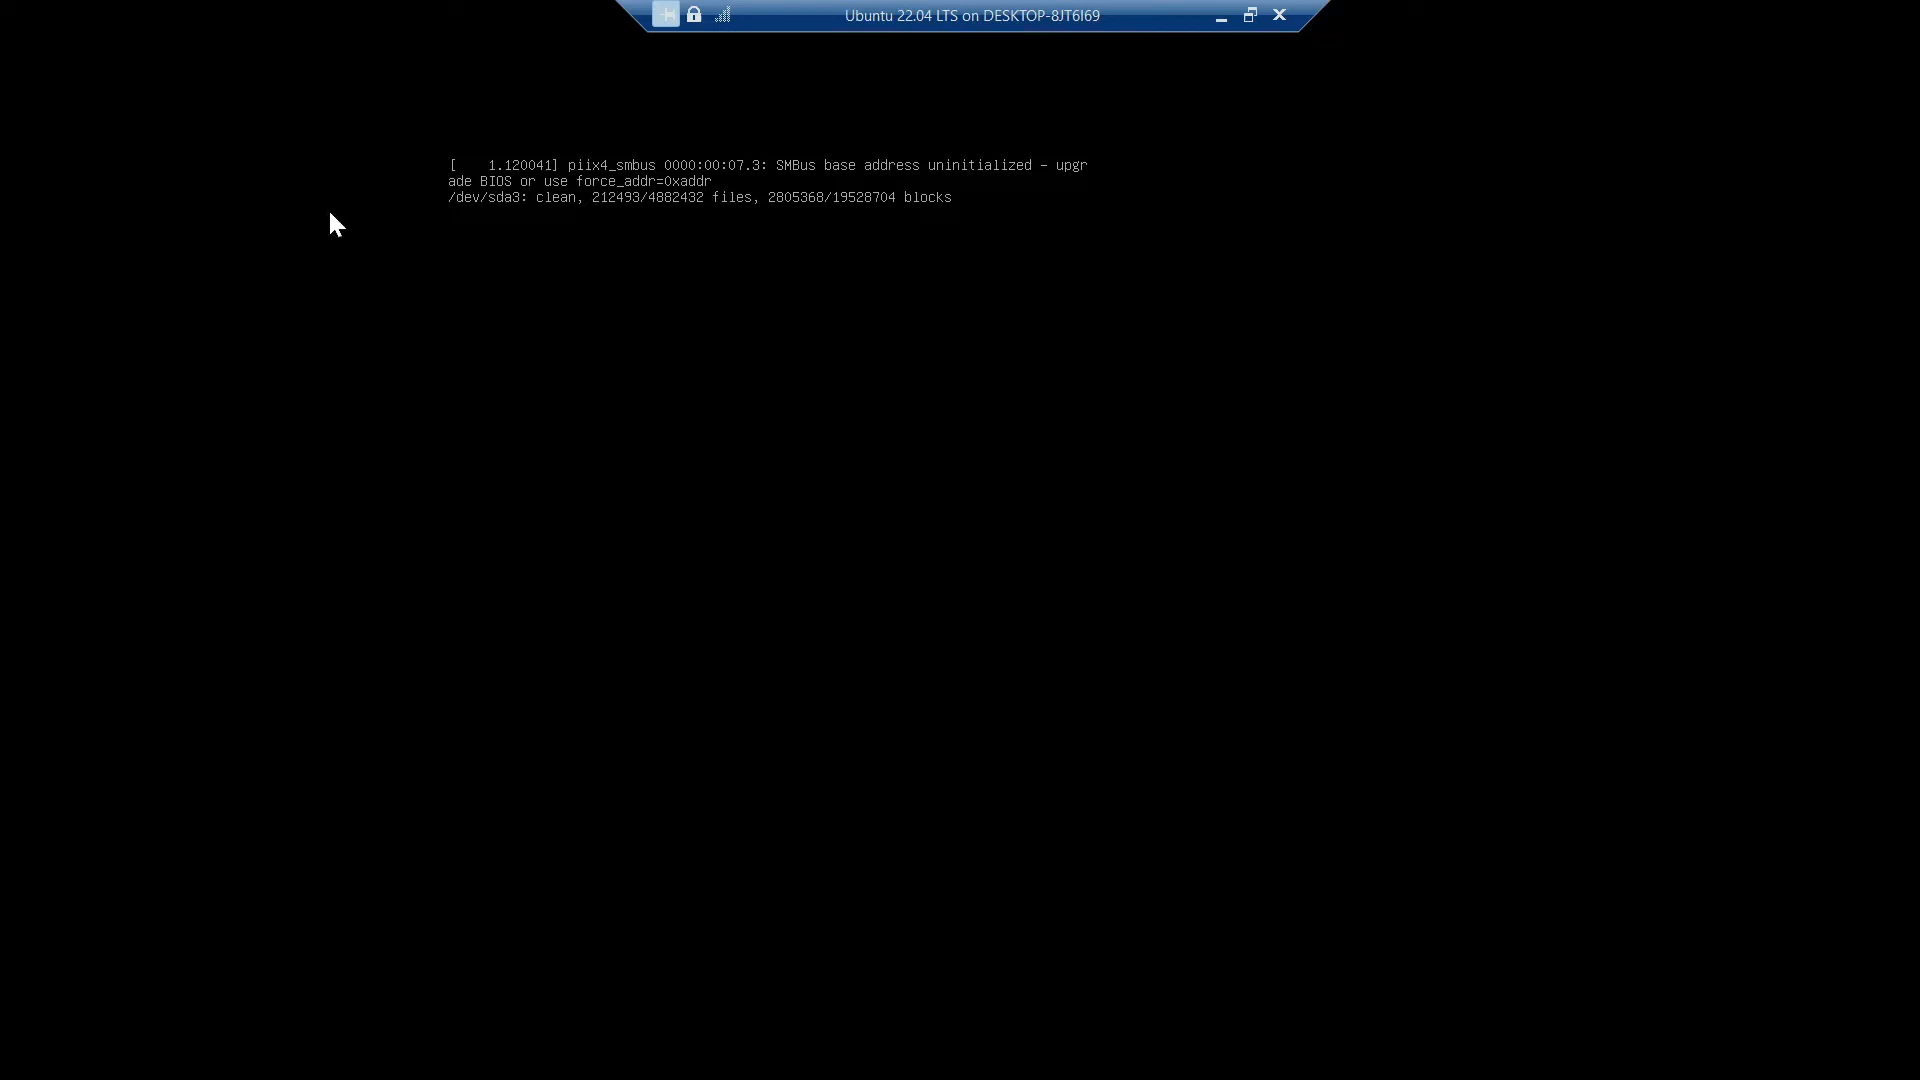 Ubuntu 22.04 LTS on DESKTOP-8JT6I69
[    1.120041] piix4_smbus 0000:00:07.3: SMBus base address uninitialized - upgr
ade BIOS or use force_addr=0xaddr
/dev/sda3: clean, 212493/4882432 files, 2805368/19528704 blocks